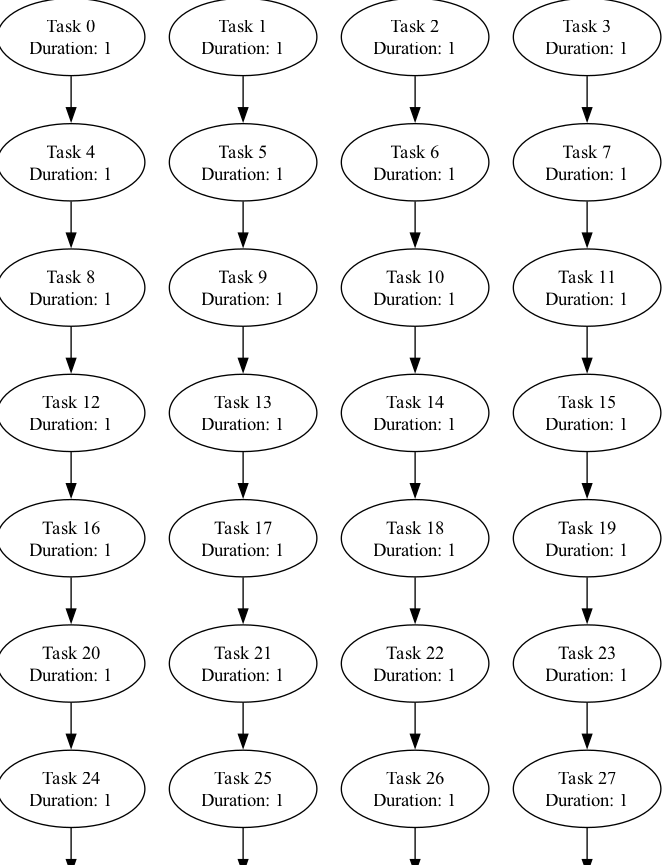 Task 0
Duration: 1
Task 1
Duration: 1
Task 2
Duration: 1
Task 3
Duration: 1
Task 4
Duration: 1
Task 5
Duration: 1
Task 6
Duration: 1
Task 7
Duration: 1
Task 8
Duration: 1
Task 9
Duration: 1
Task 10
Duration: 1
Task 11
Duration: 1
Task 12
Duration: 1
Task 13
Duration: 1
Task 14
Duration: 1
Task 15
Duration: 1
Task 16
Duration: 1
Task 17
Duration: 1
Task 18
Duration: 1
Task 19
Duration: 1
Task 20
Duration: 1
Task 21
Duration: 1
Task 22
Duration: 1
Task 23
Duration: 1
Task 24
Duration: 1
Task 25
Duration: 1
Task 26
Duration: 1
Task 27
Duration: 1